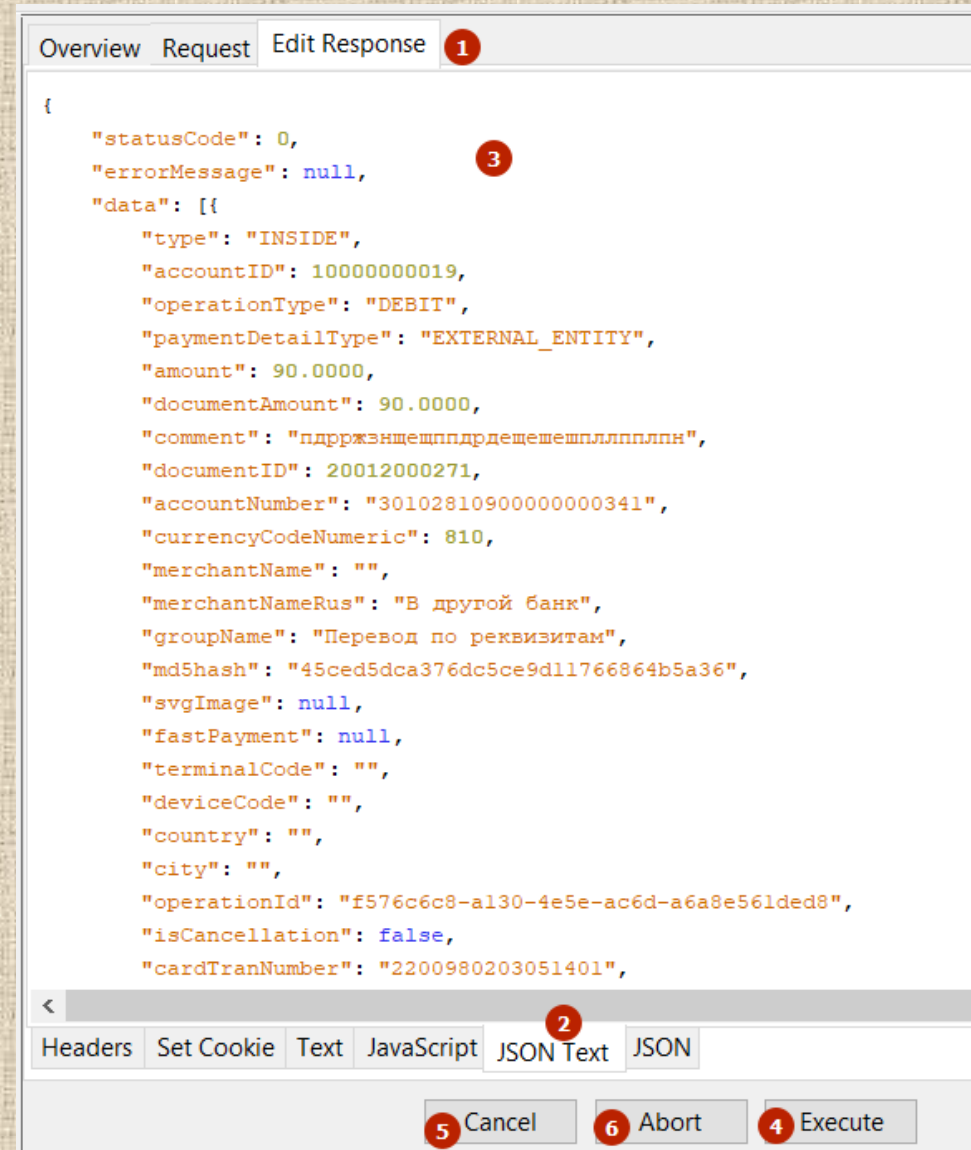 Overview Request Edit Response 1
{
"statusCode": 0,
3
"errorMessage": null,
"data": [{
"type": "INSIDE",
"accountID": 10000000019,
"operationType": "DEBIT",
"paymentDetailType": "EXTERNAL_ENTITY",
"amount": 90.0000,
"documentAmount": 90.0000,
"comment": "пдрржзнщещппдрдещешешпллпплпн",
"documentID": 20012000271,
"accountNumber": "30102810900000000341",
"currencyCodeNumeric": 810,
"merchantName": "",
"merchantNameRus": "В другой банк",
"groupName": "Перевод по реквизитам",
"md5hash": "45ced5dca376dc5ce9d11766864b5a36",
"svgImage": null,
"fastPayment": null,
"terminalCode": "",
"deviceCode": "",
"country": "",
"city": "",
"operationId": "f576c6c8-a130-4e5e-ac6d-a6a8e561ded8",
"isCancellation": false,
"cardTranNumber": "2200980203051401",
<
2
Headers Set Cookie Text JavaScript JSON Text JSON
5 Cancel 6 Abort 4 Execute